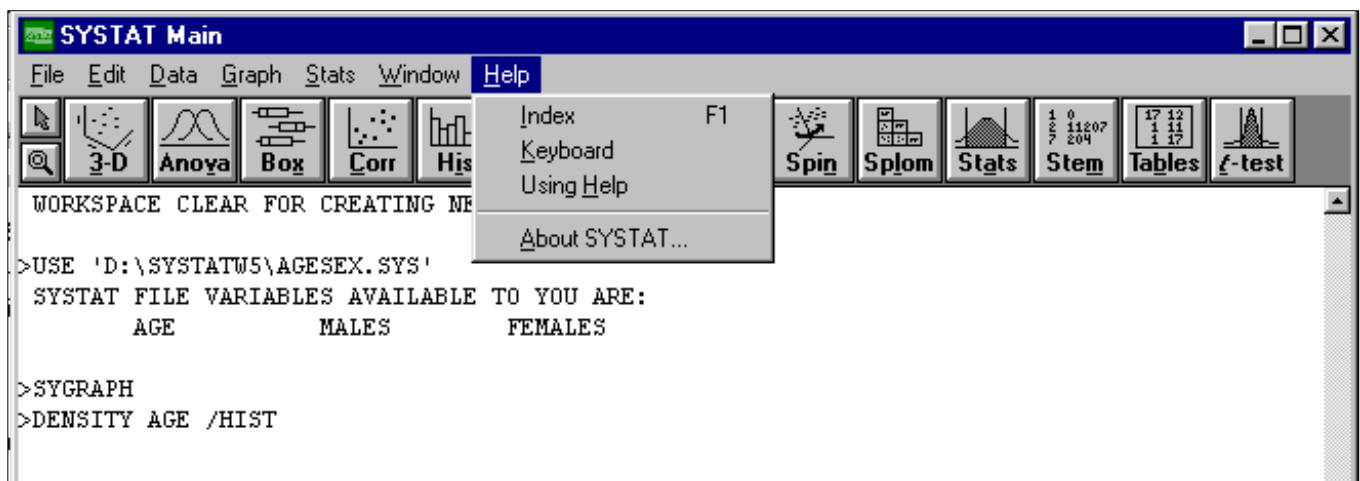 SYSTAT Main
File Edit Data Graph Stats Window Help
Index F1
Keyboard
Using Help
About SYSTAT...
3-D Anova Box Corr His Spin Splom Stats Stem Tables t-test
WORKSPACE CLEAR FOR CREATING NE
>USE 'D:\SYSTATW5\AGESEX.SYS'
SYSTAT FILE VARIABLES AVAILABLE TO YOU ARE:
AGE MALES FEMALES
>SYGRAPH
>DENSITY AGE /HIST